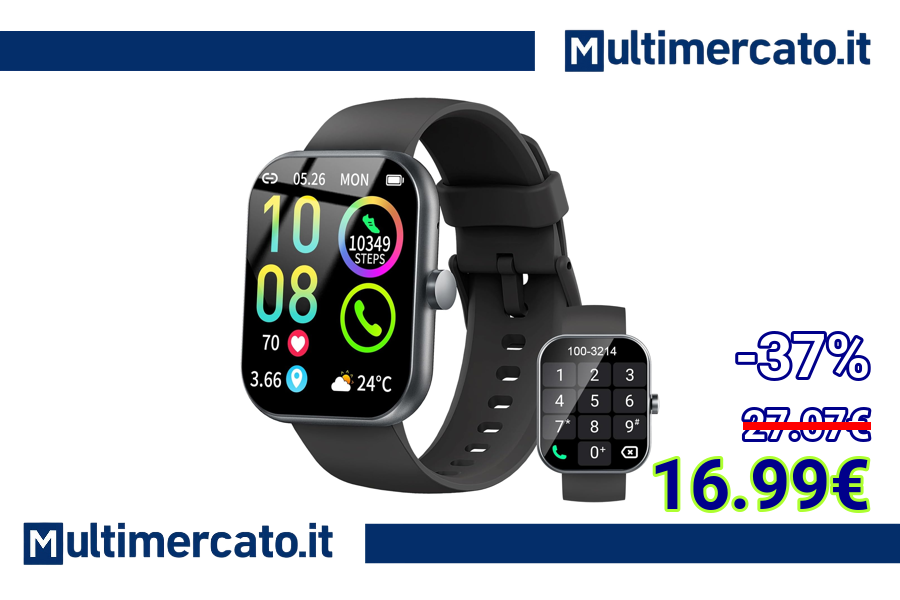 Multimercato.it
05.26 MON
10
08
10349
STEPS
70
3.66
24°C
100-3214
1 2 3
4 5 6
7* 8 9#
0+
-37%
27.07€
16.99€
Multimercato.it